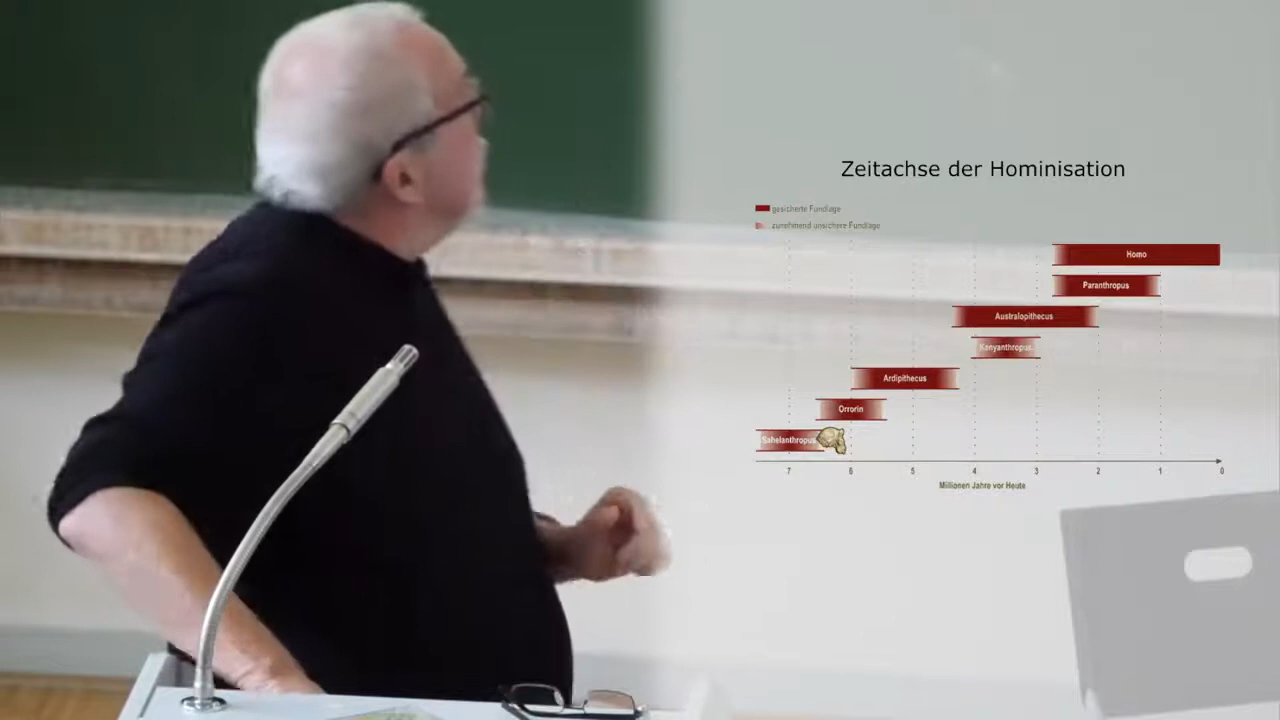 Zeitachse der Hominisation
gesicherte Fundlage
zunehmend unsichere Fundlage
Homo
Paranthropus
Australopithecus
Kenyanthropus
Ardipithecus
Orrorin
Sahelanthropus
7 6 5 4 3 2 1 0
Millionen Jahre vor Heute